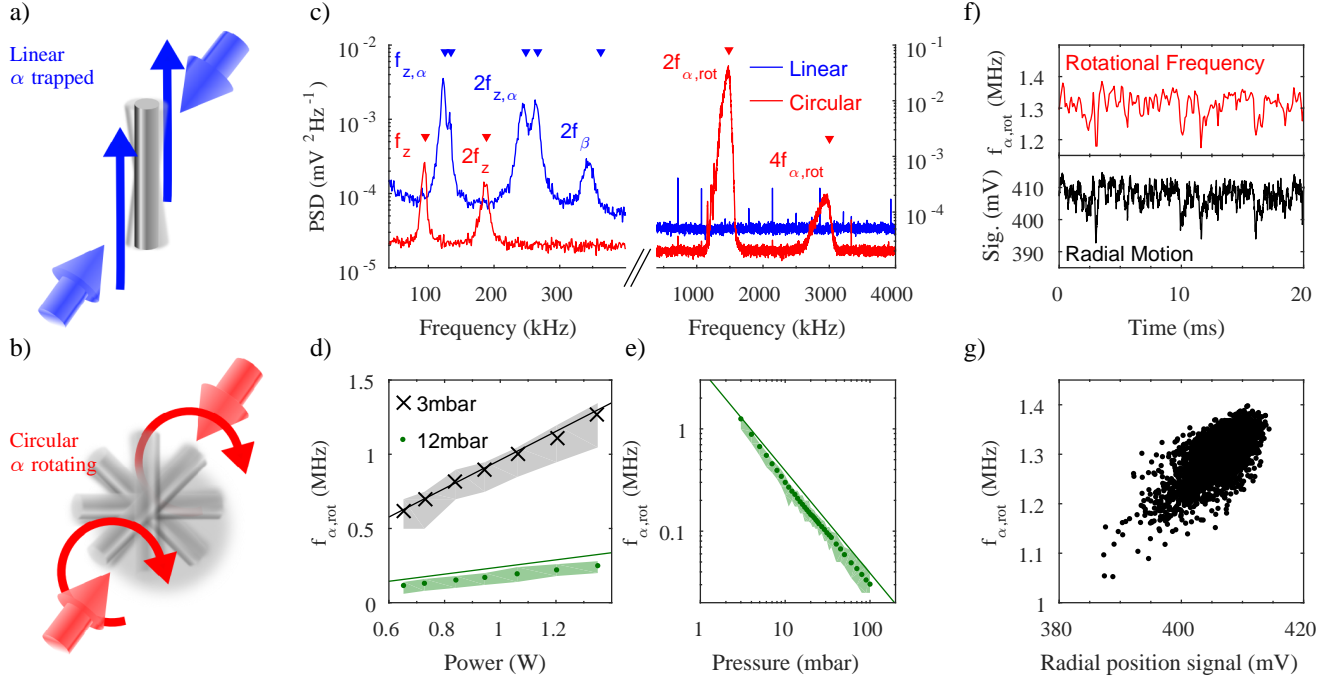 a)
Linear
α trapped
b)
Circular
α rotating
c)
PSD (mV²Hz⁻¹)
10⁻²
10⁻³
10⁻⁴
10⁻⁵
f_z,α
2f_z,α
2f_β
f_z
2f_z
100
200
300
Frequency (kHz)
2f_α,rot
4f_α,rot
Linear
Circular
10⁻¹
10⁻²
10⁻³
10⁻⁴
1000
2000
3000
4000
Frequency (kHz)
d)
f_α,rot (MHz)
1.5
1
0.5
0
3mbar
12mbar
0.6
0.8
1
1.2
Power (W)
e)
f_α,rot (MHz)
1
0.1
1
10
100
Pressure (mbar)
f)
f_α,rot (MHz)
1.4
1.3
1.2
Rotational Frequency
Sig. (mV)
410
400
390
Radial Motion
0
10
20
Time (ms)
g)
f_α,rot (MHz)
1.4
1.3
1.2
1.1
1
380
400
420
Radial position signal (mV)